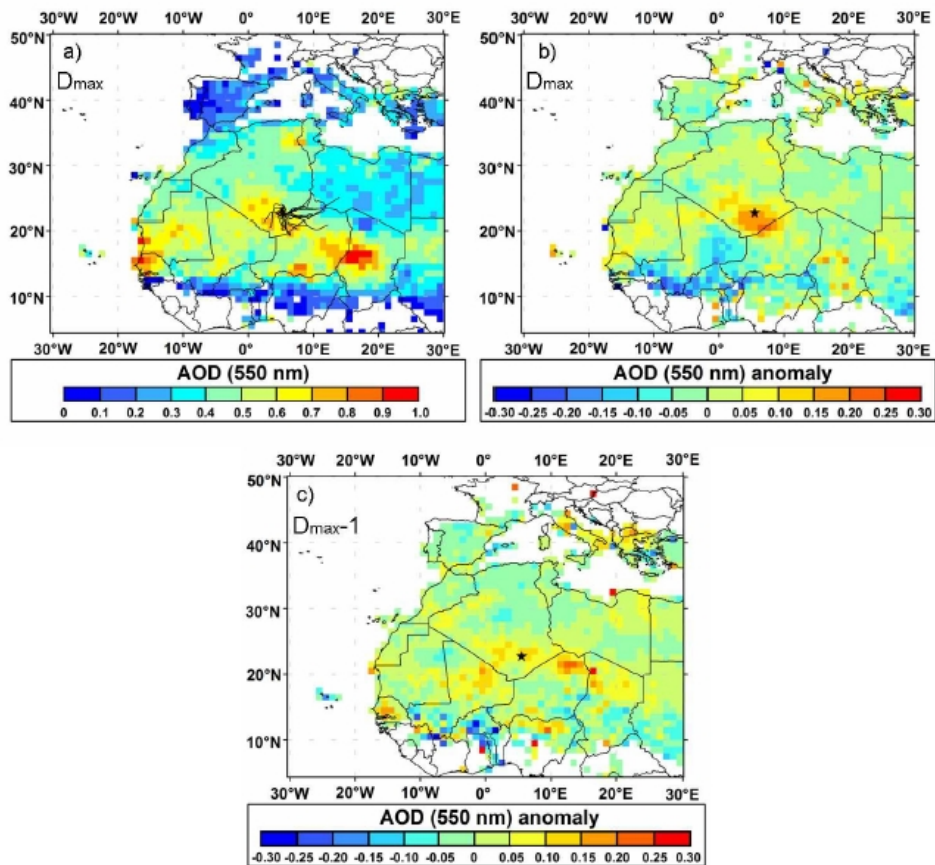 30°W 20°W 10°W 0° 10°E 20°E 30°E
50°N
a)
Dmax
40°N
30°N
20°N
10°N
30°W 20°W 10°W 0° 10°E 20°E 30°E
AOD (550 nm)
0 0.1 0.2 0.3 0.4 0.5 0.6 0.7 0.8 0.9 1.0
30°W 20°W 10°W 0° 10°E 20°E 30°E
50°N
b)
Dmax
40°N
30°N
20°N
10°N
30°W 20°W 10°W 0° 10°E 20°E 30°E
AOD (550 nm) anomaly
-0.30 -0.25 -0.20 -0.15 -0.10 -0.05 0 0.05 0.10 0.15 0.20 0.25 0.30
30°W 20°W 10°W 0° 10°E 20°E 30°E
50°N
c)
Dmax-1
40°N
30°N
20°N
10°N
30°W 20°W 10°W 0° 10°E 20°E 30°E
AOD (550 nm) anomaly
-0.30 -0.25 -0.20 -0.15 -0.10 -0.05 0 0.05 0.10 0.15 0.20 0.25 0.30